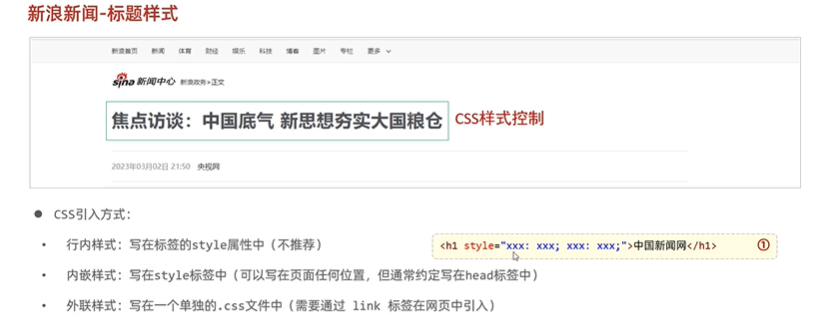 新浪新闻-标题样式
新浪首页 新闻 体育 财经 娱乐 科技 博客 图片 专栏 更多
sina 新闻中心 新浪政务>正文
焦点访谈：中国底气 新思想夯实大国粮仓
CSS样式控制
2023年03月02日 21:50 央视网
CSS引入方式：
行内样式：写在标签的style属性中（不推荐）
<h1 style="xxx: xxx; xxx: xxx;">中国新闻网</h1> ①
内嵌样式：写在style标签中（可以写在页面任何位置，但通常约定写在head标签中）
外联样式：写在一个单独的.css文件中（需要通过 link 标签在网页中引入）